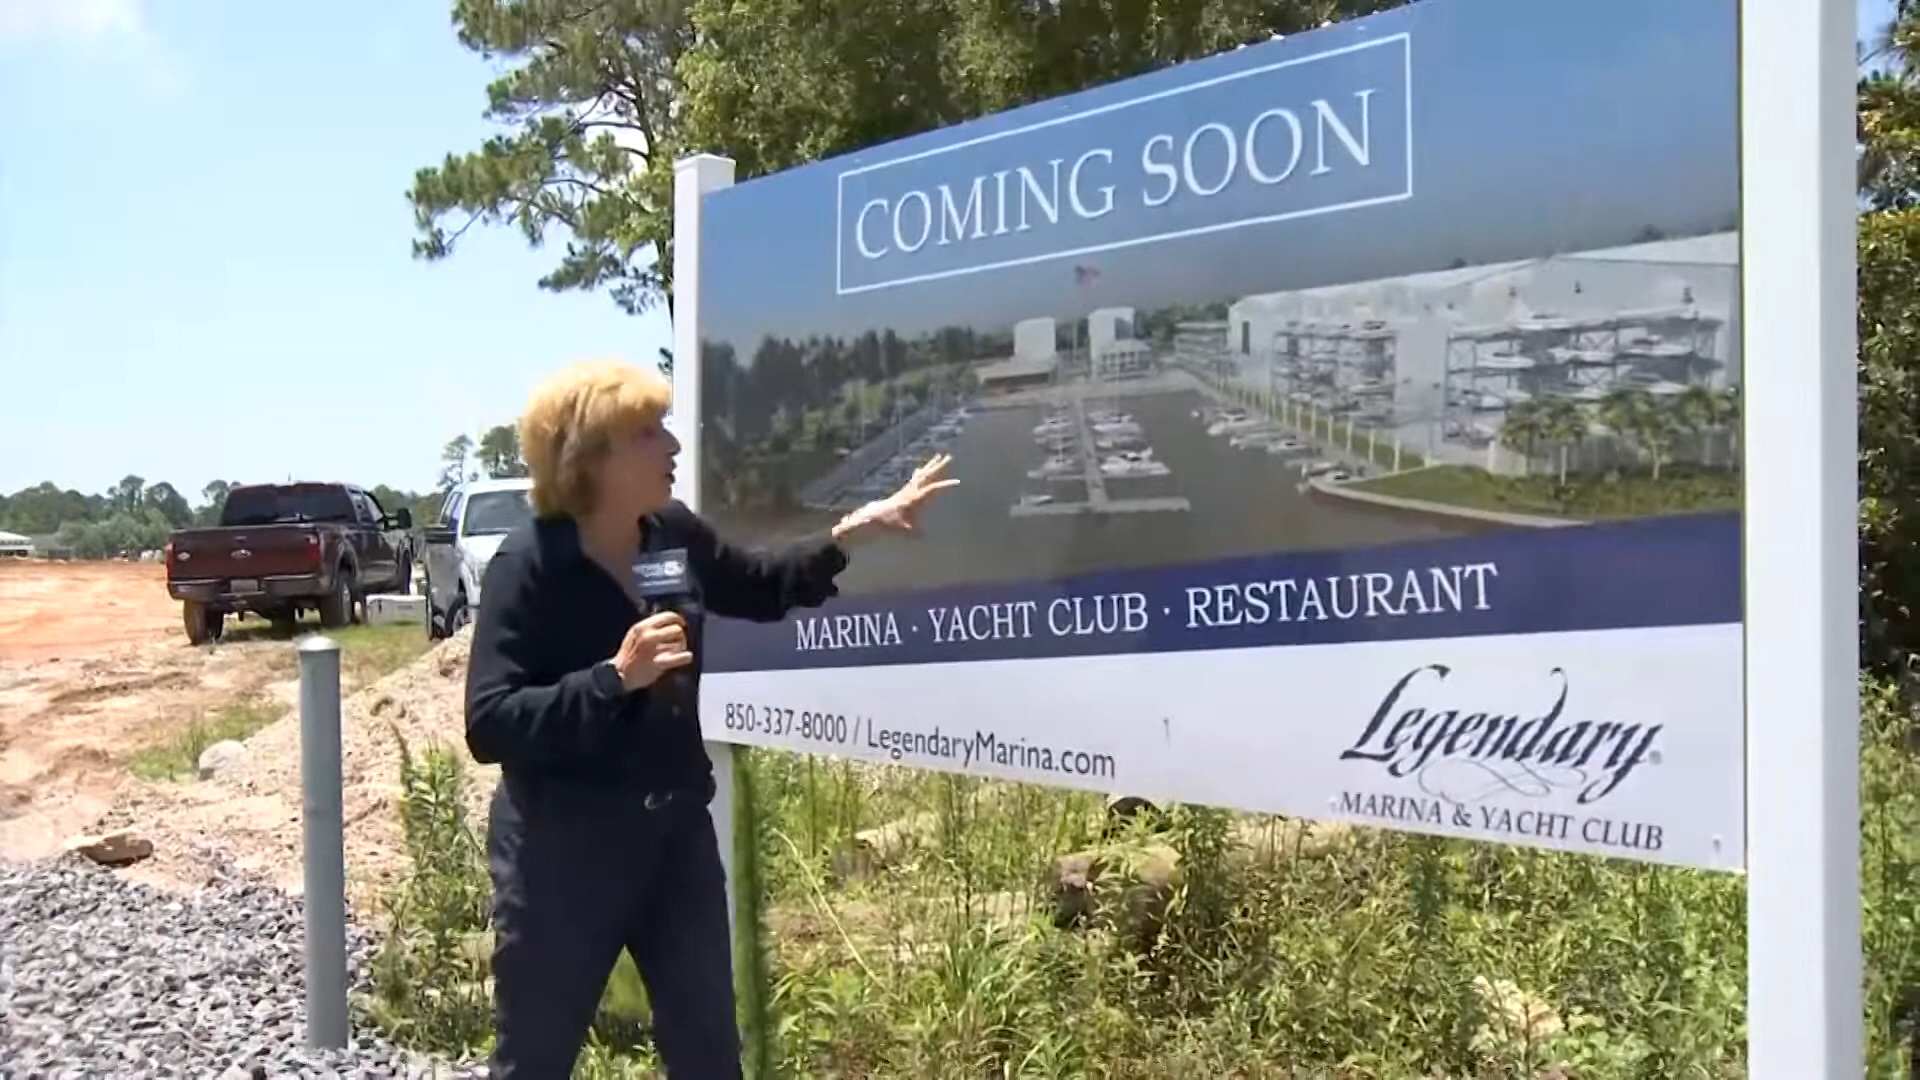 COMING SOON
MARINA · YACHT CLUB · RESTAURANT
850-337-8000 / LegendaryMarina.com
Legendary
MARINA & YACHT CLUB